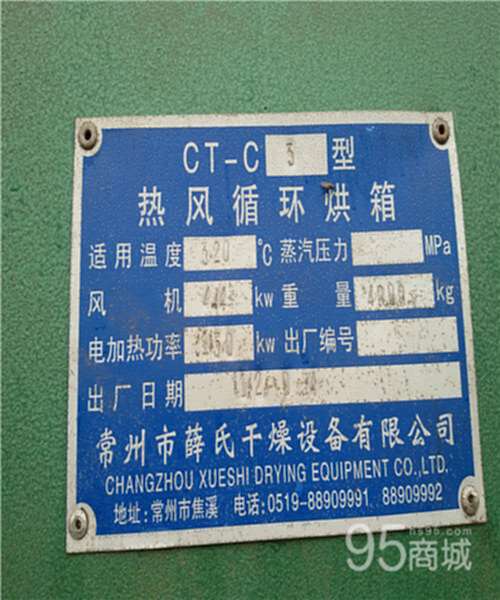 CT-C 3 型
热风循环烘箱
适用温度 320 ℃ 蒸汽压力 MPa
风 机 kw 重 量 kg
电加热功率 kw 出厂编号
出厂日期
常州市薛氏干燥设备有限公司
CHANGZHOU XUESHI DRYING EQUIPMENT CO.,LTD.
地址:常州市焦溪 电话:0519-88909991 88909992
hs95.com
95商城